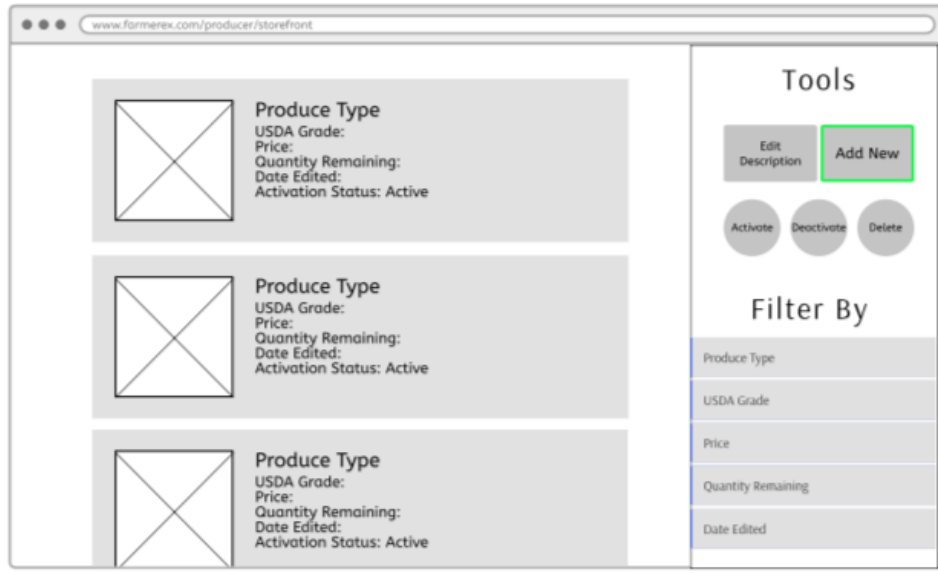 www.farmerex.com/producer/storefront
Produce Type
USDA Grade:
Price:
Quantity Remaining:
Date Edited:
Activation Status: Active
Produce Type
USDA Grade:
Price:
Quantity Remaining:
Date Edited:
Activation Status: Active
Produce Type
USDA Grade:
Price:
Quantity Remaining:
Date Edited:
Activation Status: Active
Tools
Edit
Description
Add New
Activate
Deactivate
Delete
Filter By
Produce Type
USDA Grade
Price
Quantity Remaining
Date Edited